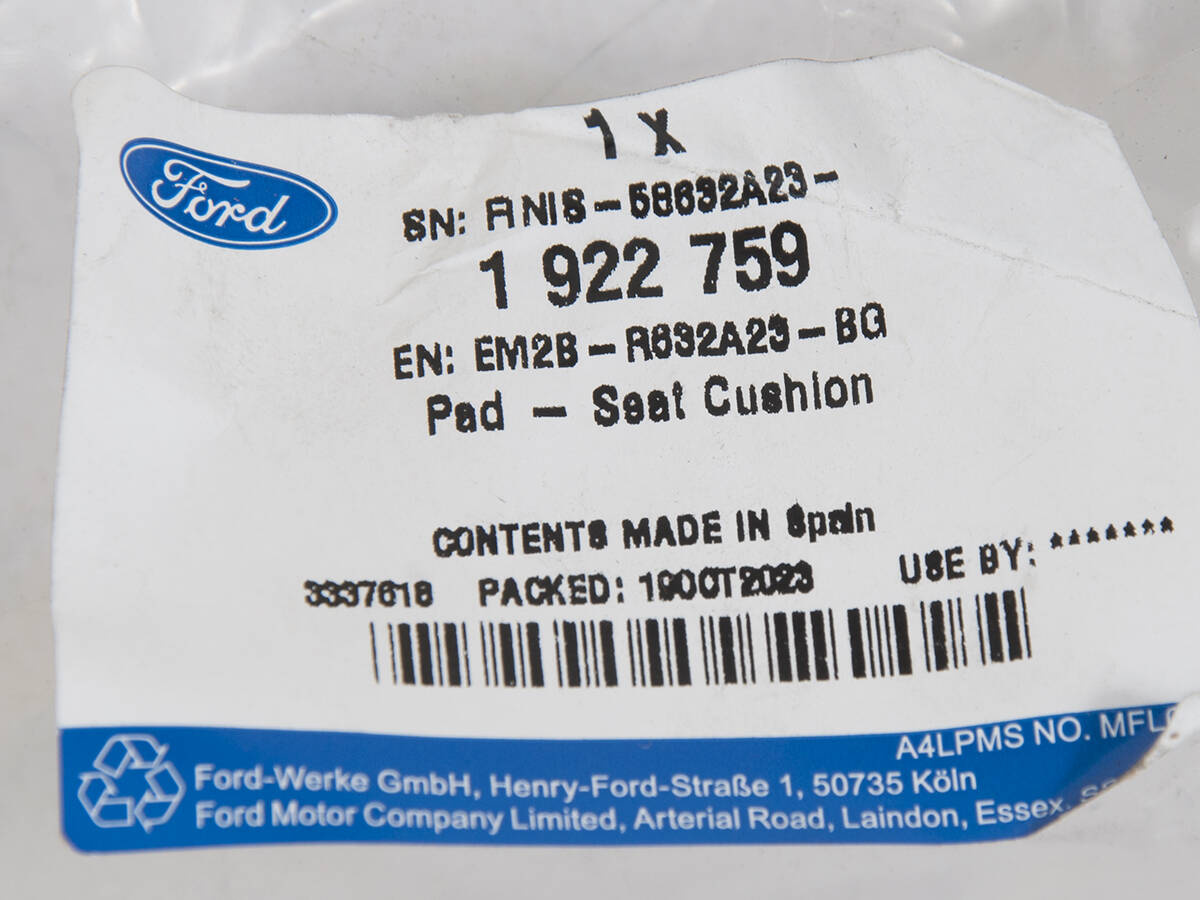 Ford
1 X
SN: FINIS-58632A23-
1 922 759
EN: EM2B-R632A23-BG
Pad - Seat Cushion
CONTENTS MADE IN Spain
3337618 PACKED: 19OCT2023 USE BY: *******
A4LPMS NO. MFL
Ford-Werke GmbH, Henry-Ford-Straße 1, 50735 Köln
Ford Motor Company Limited, Arterial Road, Laindon, Essex,